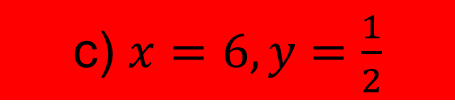 c) x = 6, y = 1/2